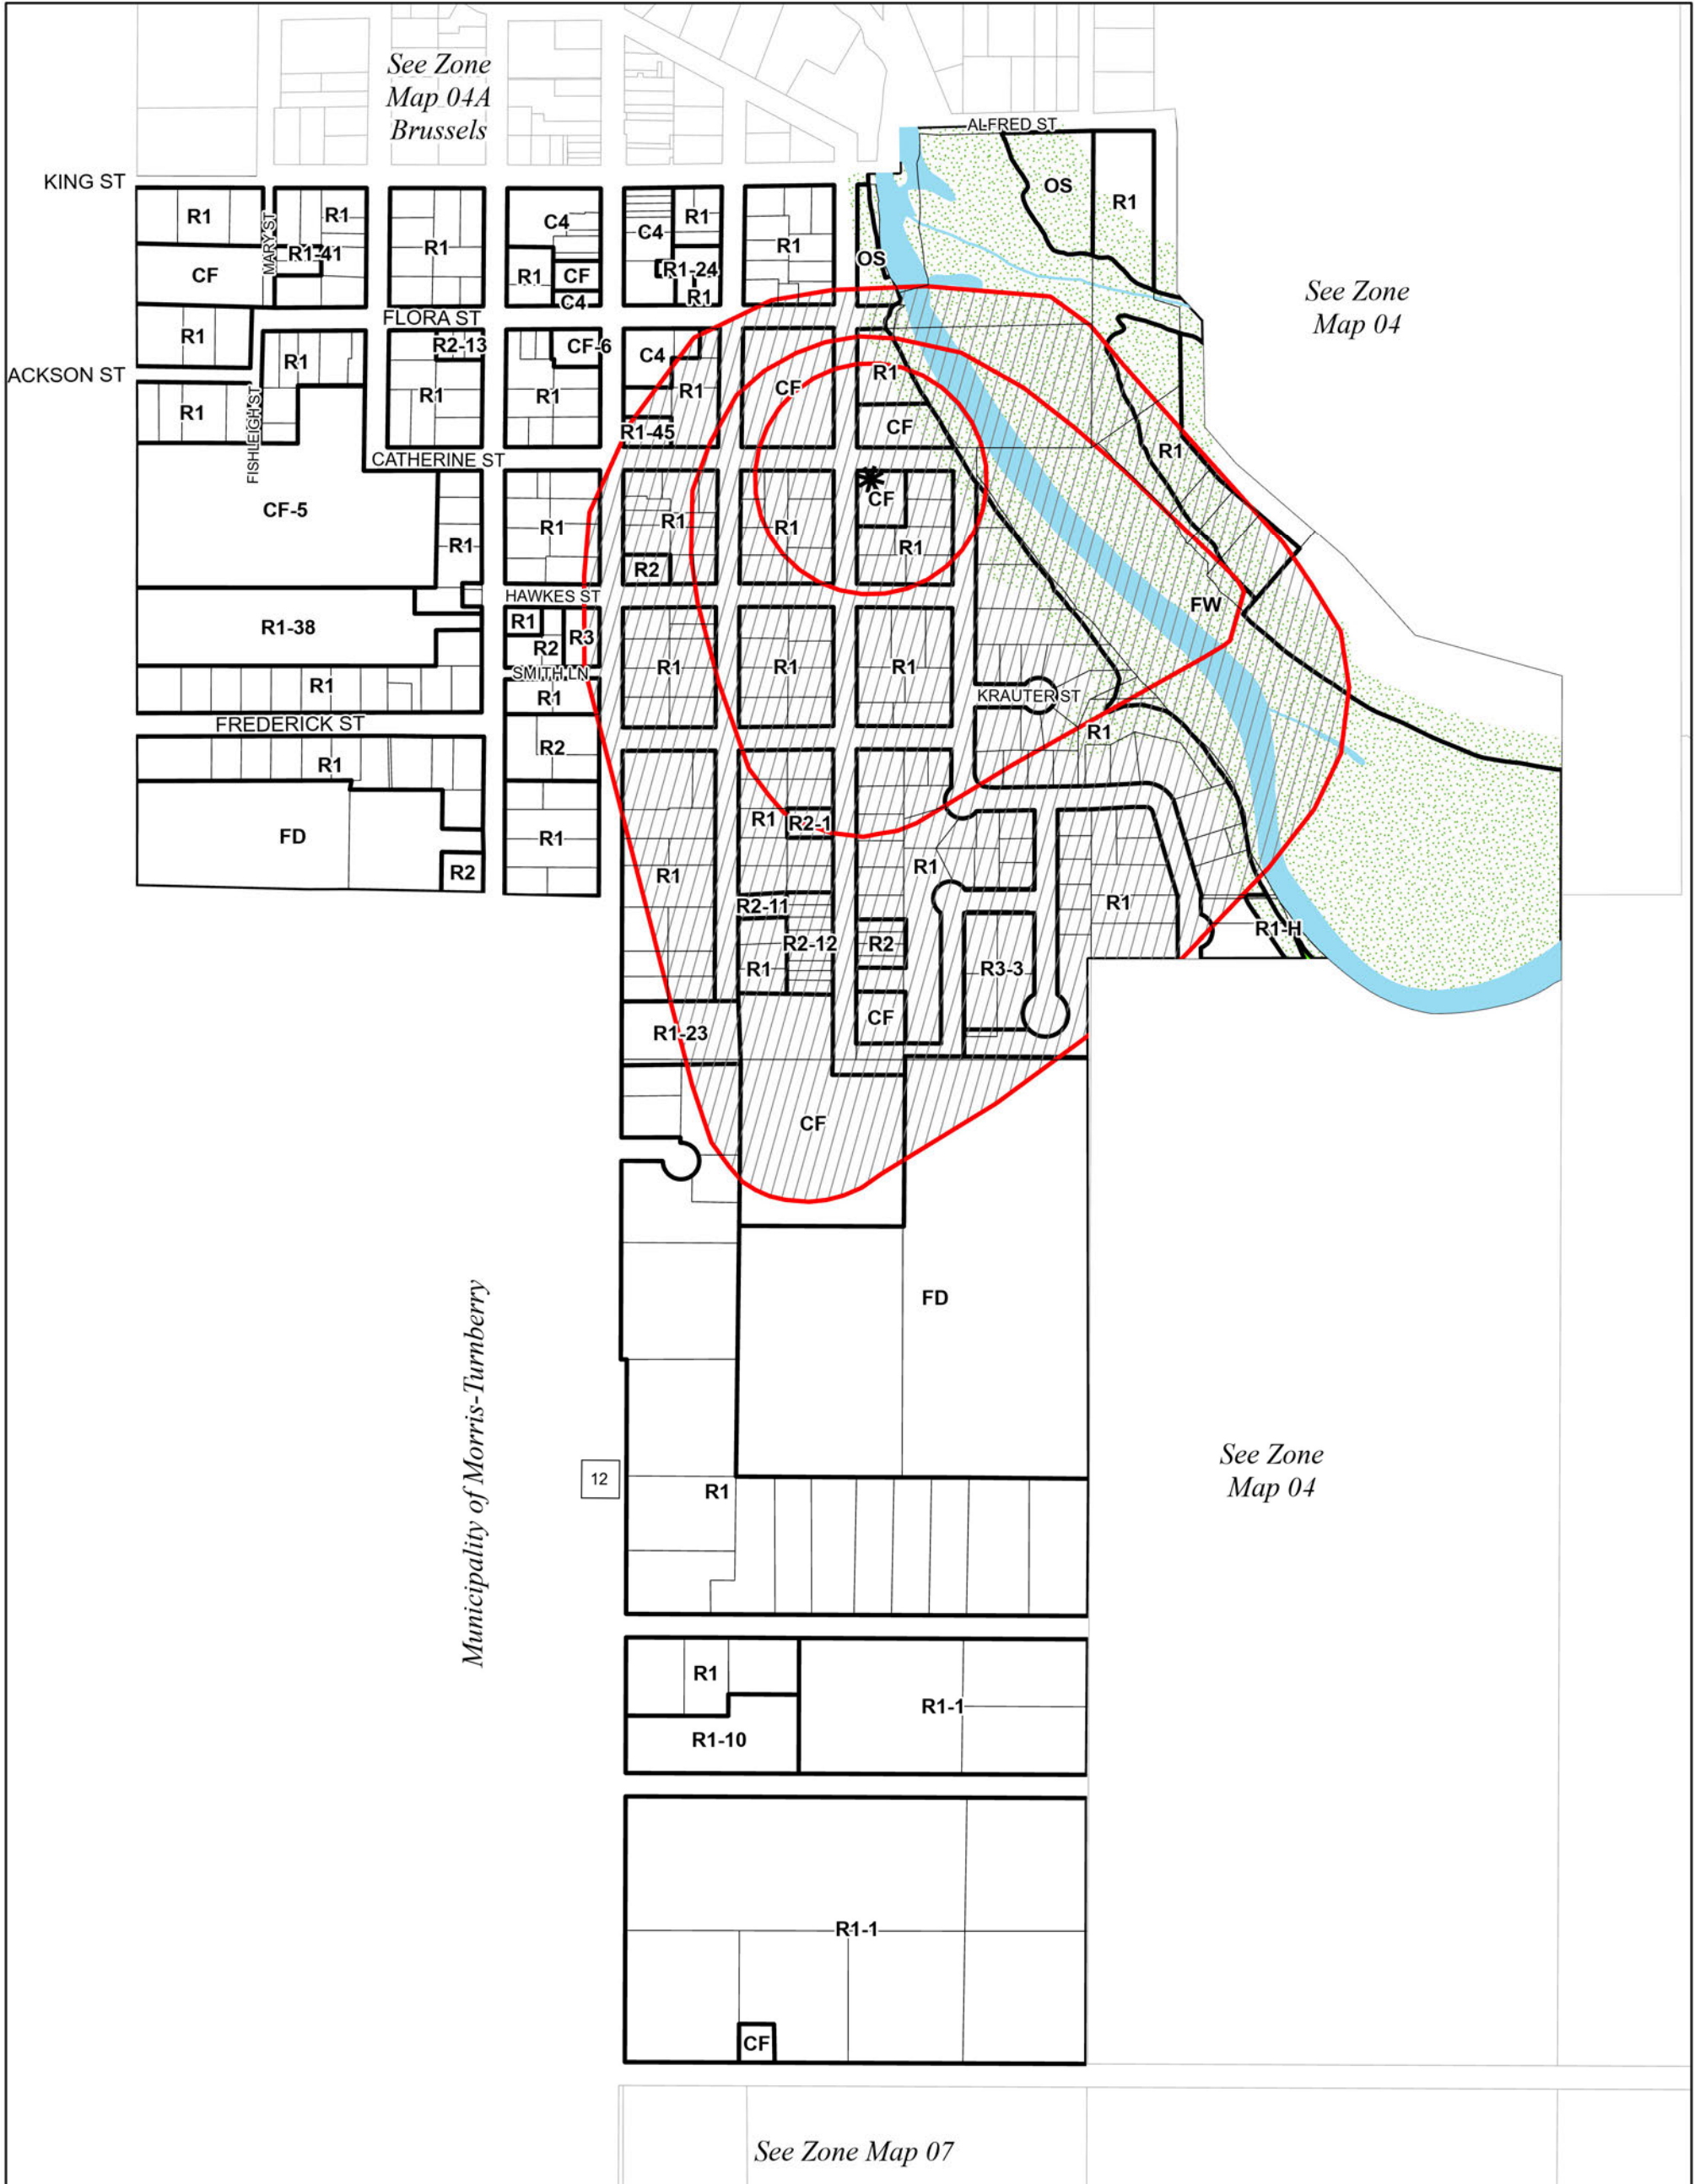 See Zone
Map 04A
Brussels
ALFRED ST
KING ST
OS
R1
R1
R1
C4
R1
MARY ST
R1-41
R1
C4
R1
CF
R1
CF
R1-24
OS
C4
R1
See Zone
Map 04
FLORA ST
R1
R2-13
CF-6
C4
R1
ACKSON ST
R1
CF
R1
R1
R1
R1
FISHLEIGH ST
CF
R1-45
R1
CATHERINE ST
CF-5
CF
R1
R1
R1
R1
R1
R2
HAWKES ST
FW
R1-38
R1
R3
R2
R1
R1
R1
SMITH LN
R1
R1
KRAUTER ST
FREDERICK ST
R1
R2
R1
R1
R2-1
FD
R1
R1
R2
R1
R1
R2-11
R1-H
R2-12
R2
R1
R3-3
CF
R1-23
CF
FD
Municipality of Morris-Turnberry
See Zone
Map 04
12
R1
R1
R1-1
R1-10
R1-1
CF
See Zone Map 07